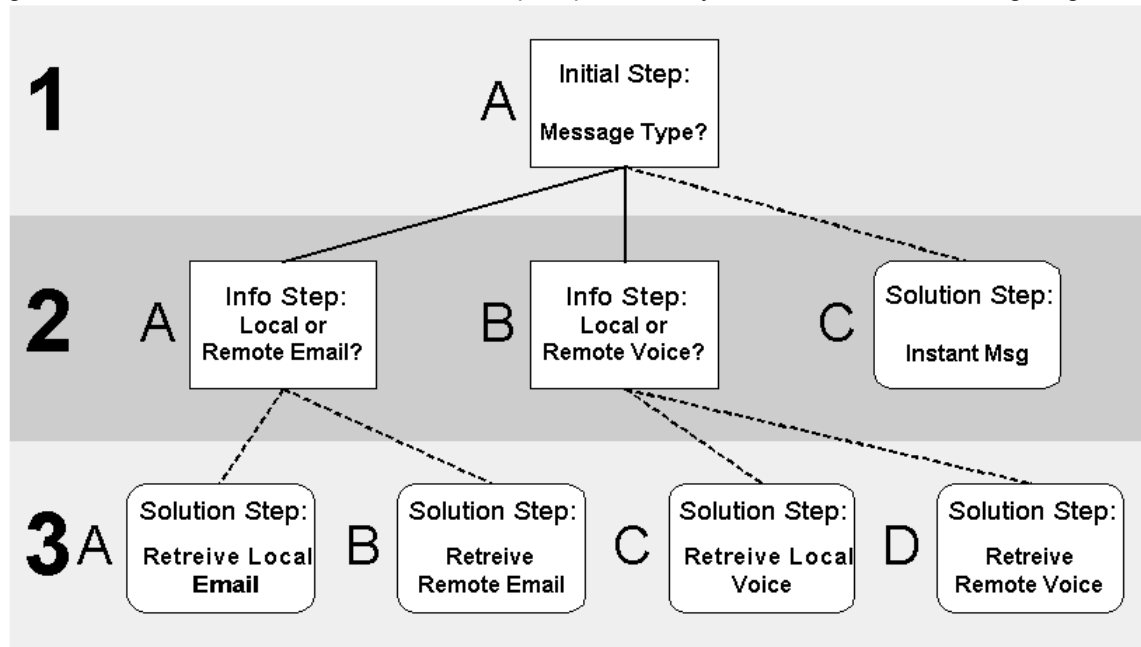 1
A
Initial Step:
Message Type?
2
A
Info Step:
Local or
Remote Email?
B
Info Step:
Local or
Remote Voice?
C
Solution Step:
Instant Msg
3
A
Solution Step:
Retreive Local
Email
B
Solution Step:
Retreive
Remote Email
C
Solution Step:
Retreive Local
Voice
D
Solution Step:
Retreive
Remote Voice